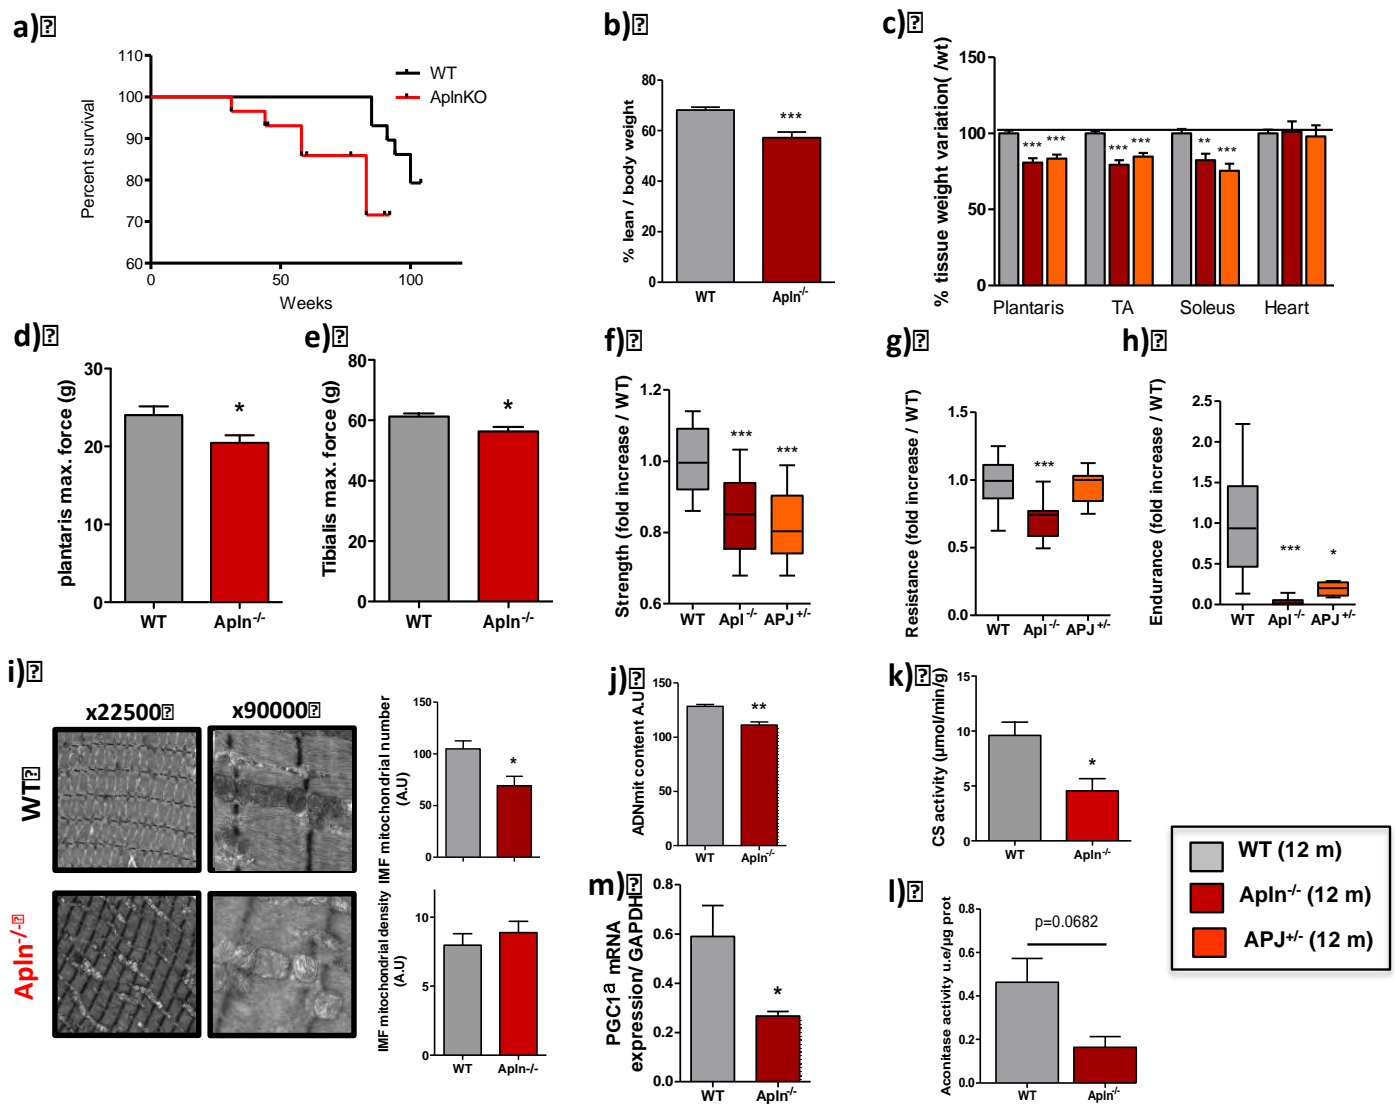 a)⍰
110
100
90
80
70
60
Percent survival
0
50
100
Weeks
WT
AplnKO
b)⍰
80
60
40
20
0
% lean / body weight
***
WT
Apln-/-
c)⍰
150
100
50
0
% tissue weight variation( /wt)
*** ***
*** ***
** ***
Plantaris
TA
Soleus
Heart
d)⍰
30
20
10
0
plantaris max. force (g)
*
WT
Apln-/-
e)⍰
80
60
40
20
0
Tibialis max. force (g)
*
WT
Apln-/-
f)⍰
1.2
1.0
0.8
0.6
Strength (fold increase / WT)
***
***
WT
Apl-/-
APJ+/-
g)⍰
1.5
1.0
0.5
0.0
Resistance (fold increase / WT)
***
WT
Apl-/-
APJ+/-
h)⍰
2.5
2.0
1.5
1.0
0.5
0.0
Endurance (fold increase / WT)
***
*
WT
Apl-/-
APJ+/-
i)⍰
x22500⍰
x90000⍰
WT⍰
Apln-/-⍰
150
100
50
0
IMF mitochondrial number
(A.U)
*
WT
Apln-/-
10
5
0
IMF mitochondrial density
(A.U)
WT
Apln-/-
j)⍰
150
100
50
0
ADNmit content A.U
**
WT
Apln-/-
k)⍰
15
10
5
0
CS activity (µmol/min/g)
*
WT
Apln-/-
m)⍰
0.8
0.6
0.4
0.2
0.0
PGC1a mRNA
expression/ GAPDH
*
WT
Apln-/-
l)⍰
0.8
0.6
0.4
0.2
0.0
Aconitase activity u.e/µg prot
p=0.0682
WT
Apln-/-
WT (12 m)
Apln-/- (12 m)
APJ+/- (12 m)